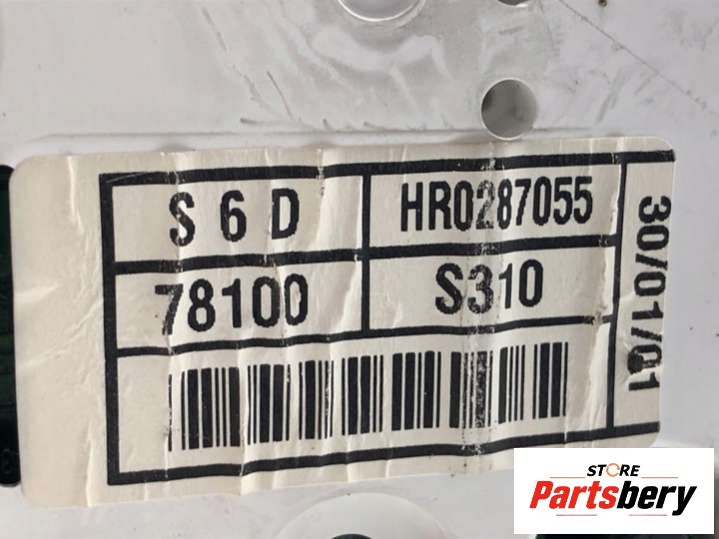 S 6 D
HR0287055
78100
S310
30/01/01
STORE
Partsbery